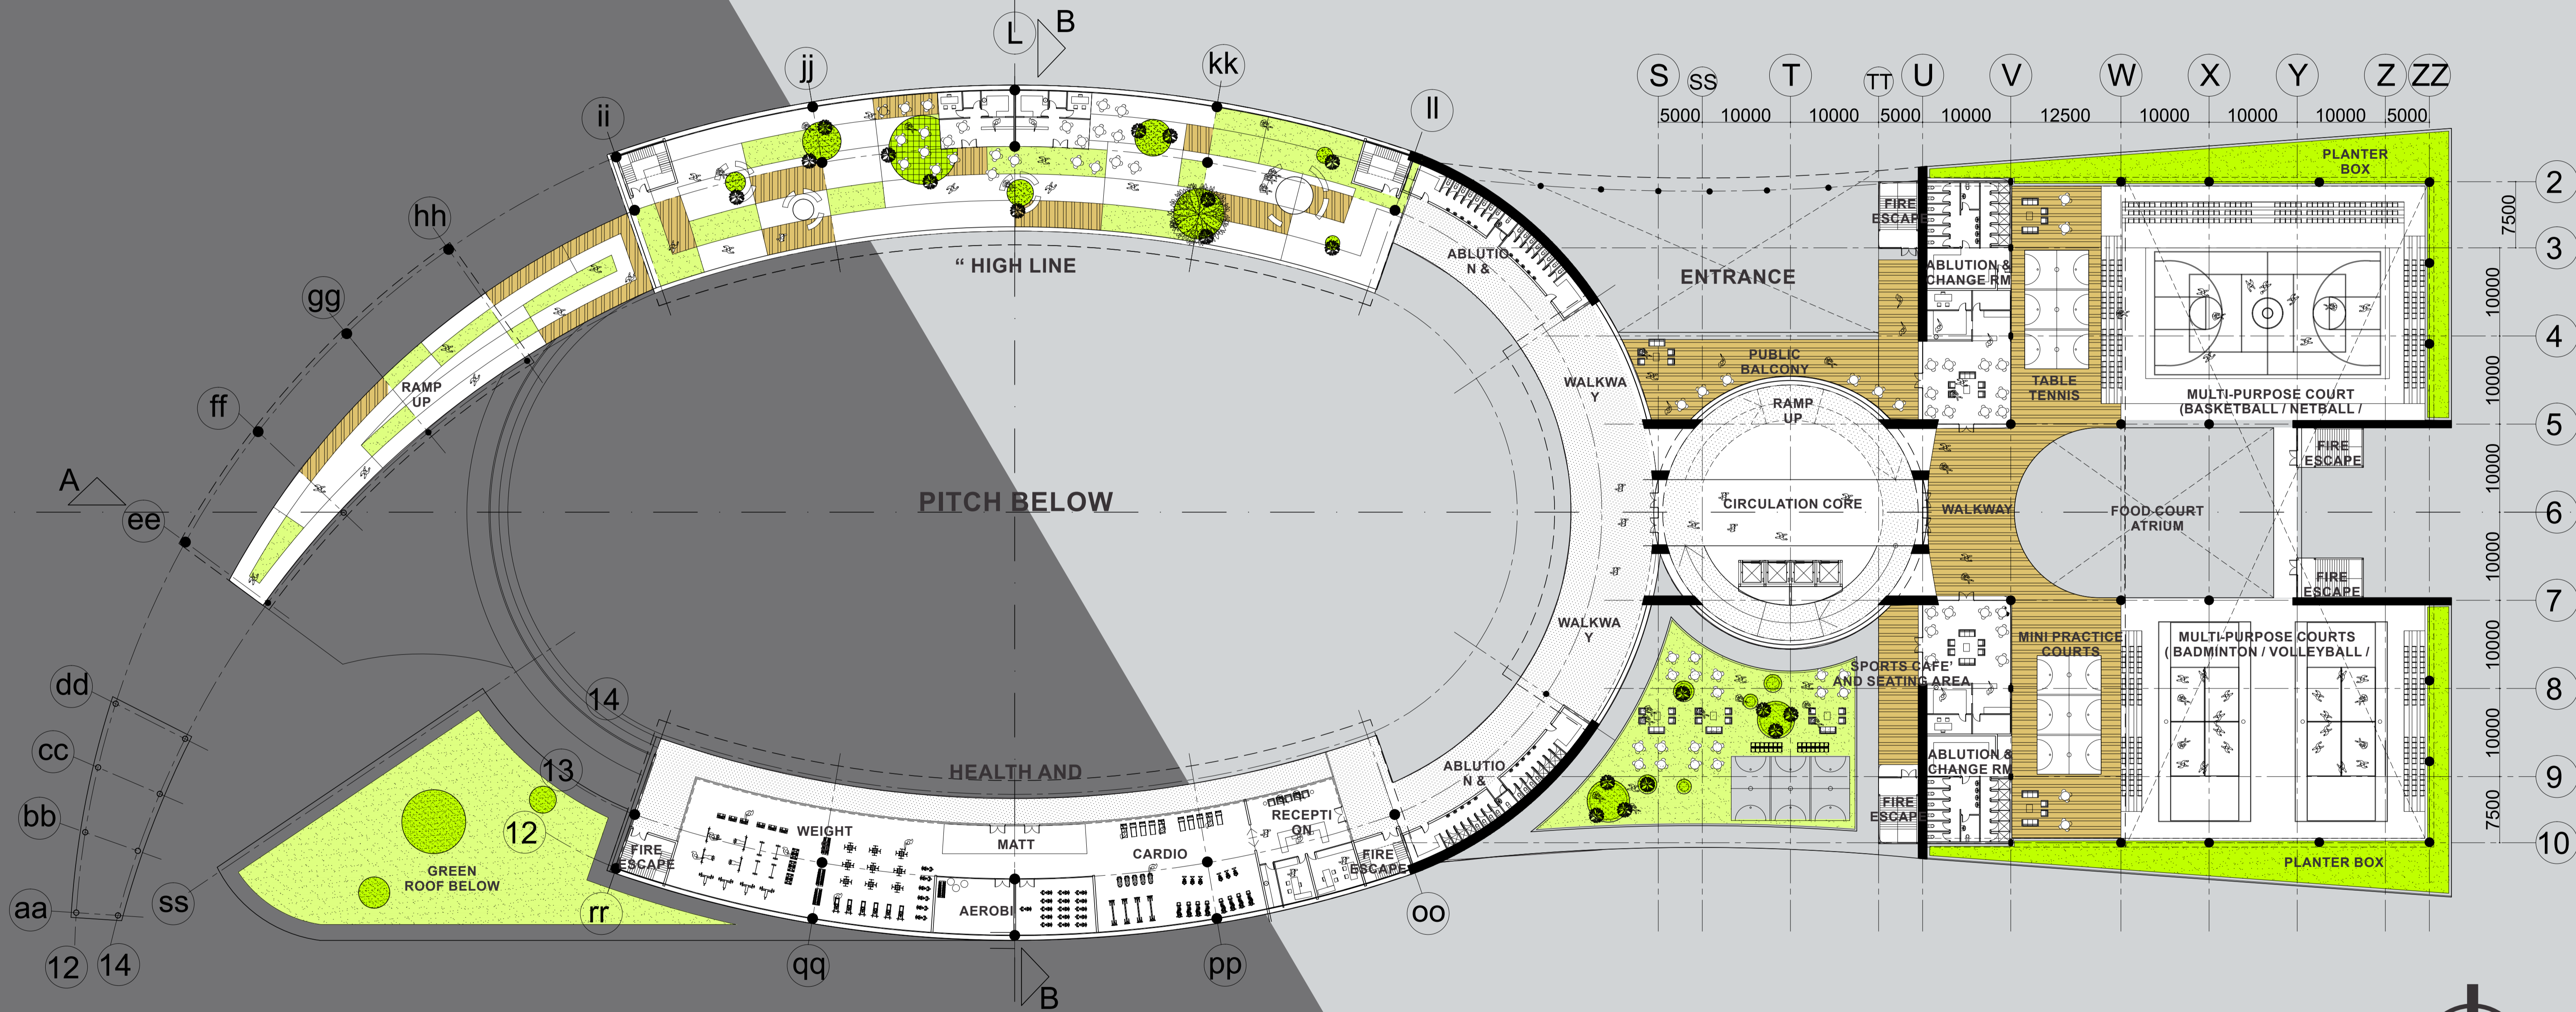 L
B
jj
kk
ii
ll
S
SS
T
TT
U
V
W
X
Y
Z
ZZ
5000
10000
10000
5000
10000
12500
10000
10000
10000
5000
PLANTER
BOX
2
7500
3
10000
4
10000
5
10000
6
10000
7
10000
8
10000
9
7500
10
hh
gg
ff
A
ee
dd
cc
bb
aa
12
14
ss
RAMP
UP
“ HIGH LINE
PITCH BELOW
ABLUTIO
N &
WALKWA
Y
WALKWA
Y
ABLUTIO
N &
ENTRANCE
PUBLIC
BALCONY
RAMP
UP
CIRCULATION CORE
FIRE
ESCAPE
ABLUTION &
CHANGE RM
TABLE
TENNIS
MULTI-PURPOSE COURT
(BASKETBALL / NETBALL /
FIRE
ESCAPE
WALKWAY
FOOD COURT
ATRIUM
FIRE
ESCAPE
MINI PRACTICE
COURTS
MULTI-PURPOSE COURTS
( BADMINTON / VOLLEYBALL /
SPORTS CAFE'
AND SEATING AREA
ABLUTION &
CHANGE RM
FIRE
ESCAPE
PLANTER BOX
14
13
12
GREEN
ROOF BELOW
HEALTH AND
FIRE
ESCAPE
WEIGHT
MATT
AEROBI
CARDIO
RECEPTI
ON
FIRE
ESCAPE
rr
qq
pp
oo
B